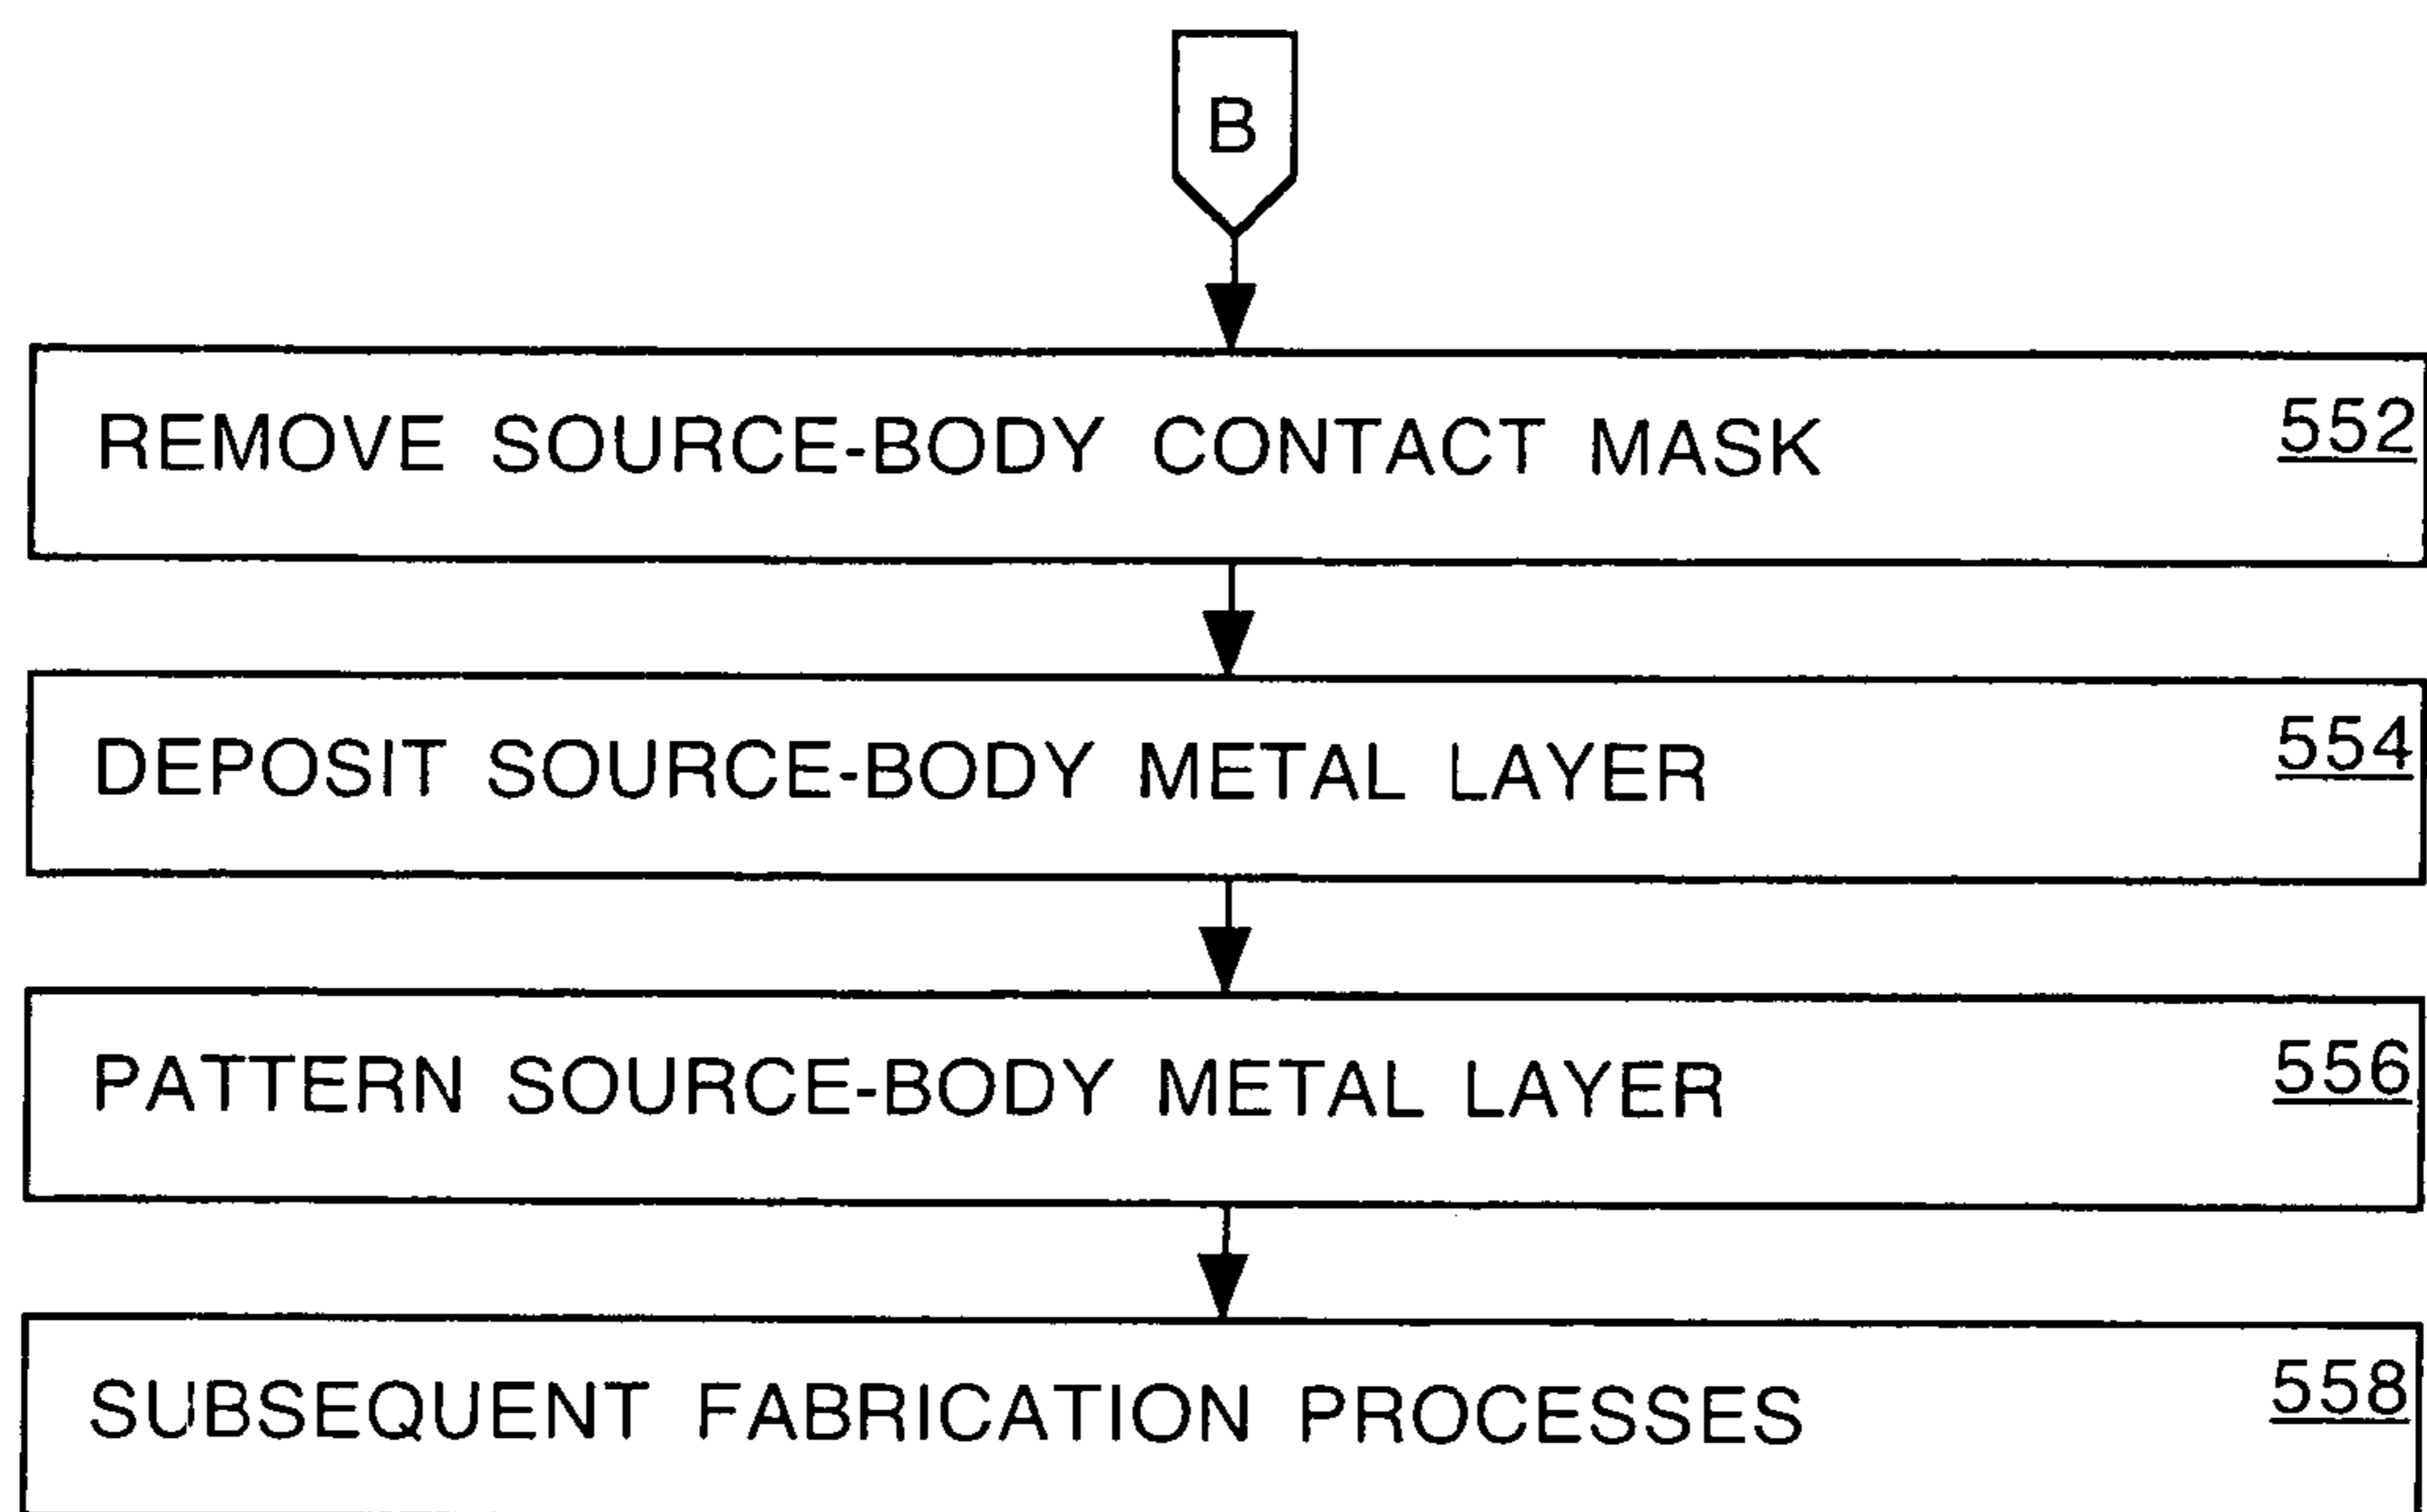 B
REMOVE SOURCE-BODY CONTACT MASK 552
DEPOSIT SOURCE-BODY METAL LAYER 554
PATTERN SOURCE-BODY METAL LAYER 556
SUBSEQUENT FABRICATION PROCESSES 558